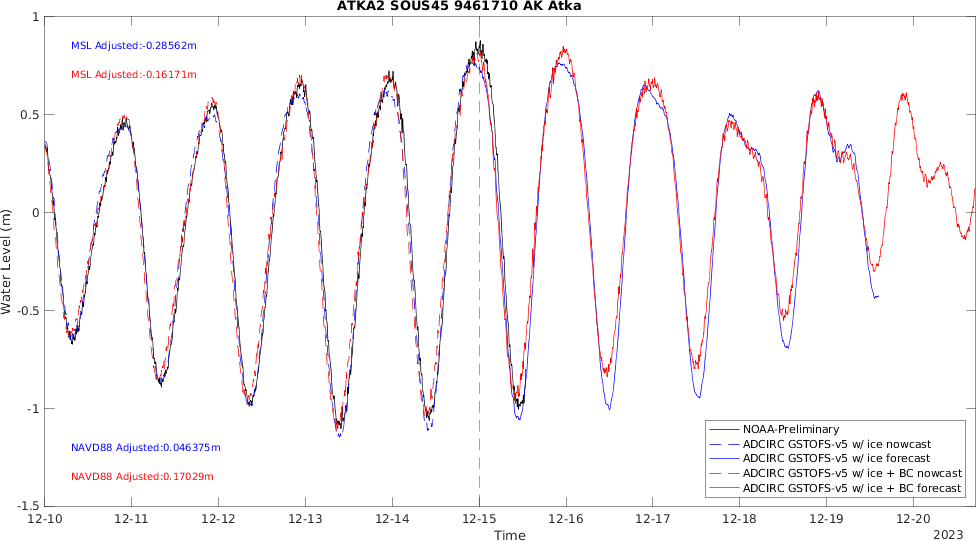 ATKA2 SOUS45 9461710 AK Atka
MSL Adjusted:-0.28562m
MSL Adjusted:-0.16171m
1
0.5
0
-0.5
-1
-1.5
Water Level (m)
NAVD88 Adjusted:0.046375m
NAVD88 Adjusted:0.17029m
NOAA-Preliminary
ADCIRC GSTOFS-v5 w/ ice nowcast
ADCIRC GSTOFS-v5 w/ ice forecast
ADCIRC GSTOFS-v5 w/ ice + BC nowcast
ADCIRC GSTOFS-v5 w/ ice + BC forecast
12-10 12-11 12-12 12-13 12-14 12-15 12-16 12-17 12-18 12-19 12-20
Time
2023